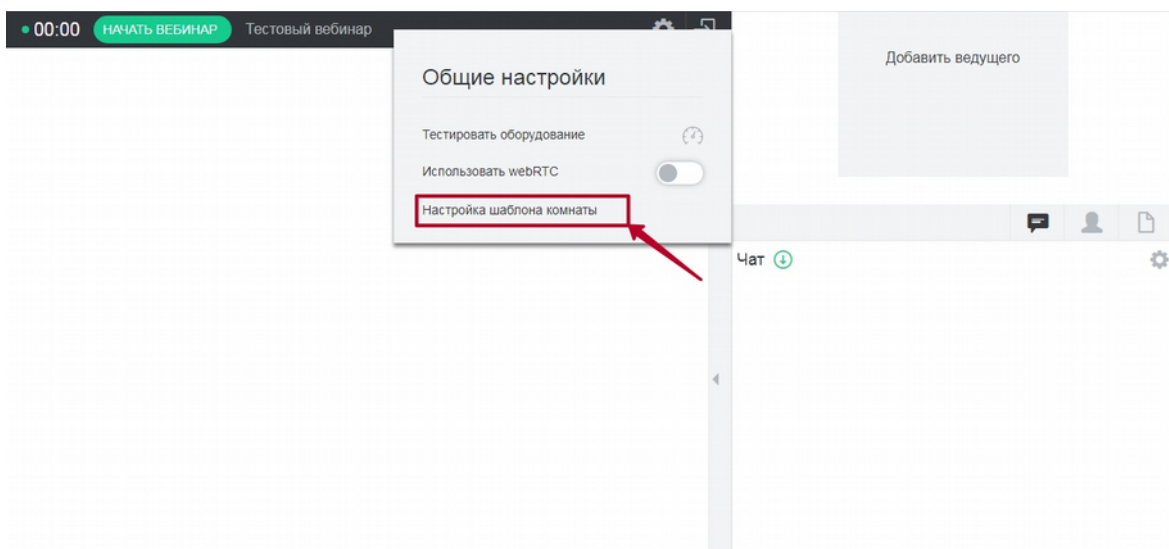 00:00 НАЧАТЬ ВЕБИНАР Тестовый вебинар
Добавить ведущего
Общие настройки
Тестировать оборудование
Использовать webRTC
Настройка шаблона комнаты
Чат